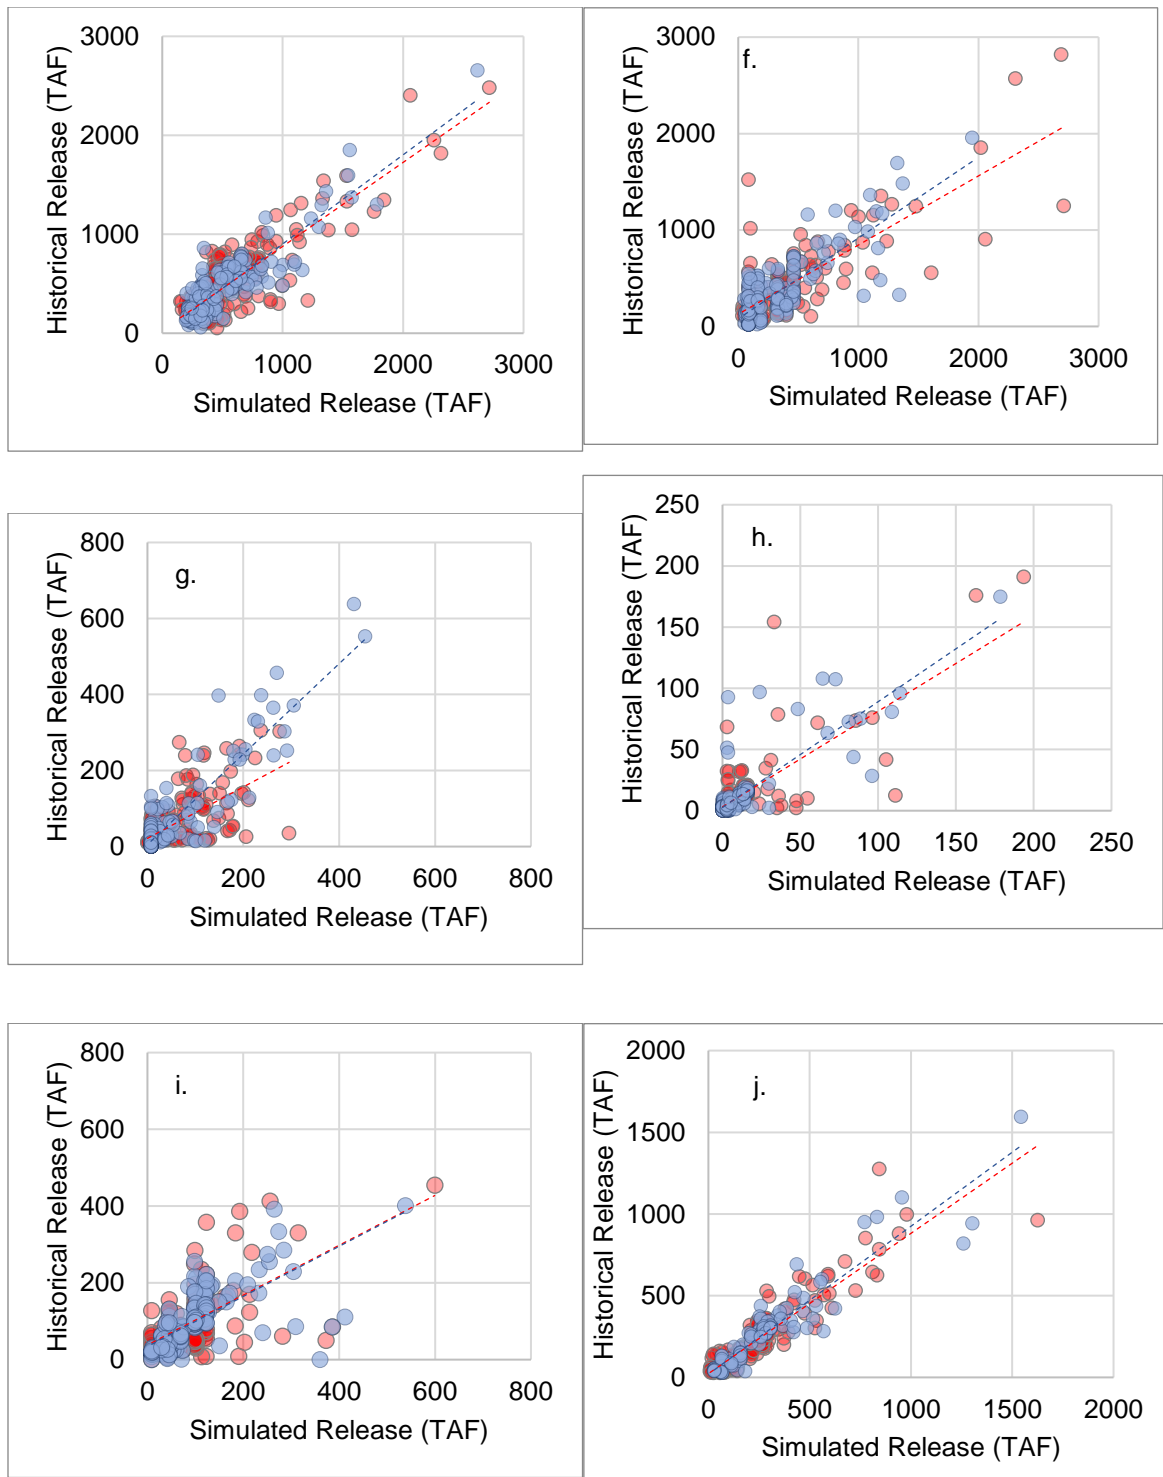 3000
2000
1000
0
0 1000 2000 3000
Historical Release (TAF)
Simulated Release (TAF)
f.
3000
2000
1000
0
0 1000 2000 3000
Historical Release (TAF)
Simulated Release (TAF)
g.
800
600
400
200
0
0 200 400 600 800
Historical Release (TAF)
Simulated Release (TAF)
h.
250
200
150
100
50
0
0 50 100 150 200 250
Historical Release (TAF)
Simulated Release (TAF)
i.
800
600
400
200
0
0 200 400 600 800
Historical Release (TAF)
Simulated Release (TAF)
j.
2000
1500
1000
500
0
0 500 1000 1500 2000
Historical Release (TAF)
Simulated Release (TAF)